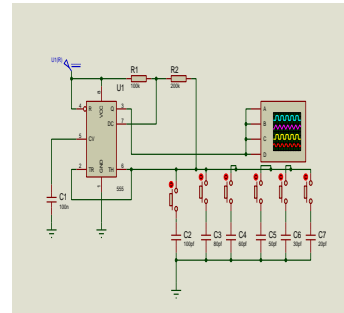 U1(R)
R1
100k
R2
200k
U1
4
R
VCC
8
Q
3
DC
7
5
CV
GND
1
2
TR
TH
6
555
A
B
C
D
C1
100n
C2
100pf
C3
80pf
C4
60pf
C5
50pf
C6
30pf
C7
20pf